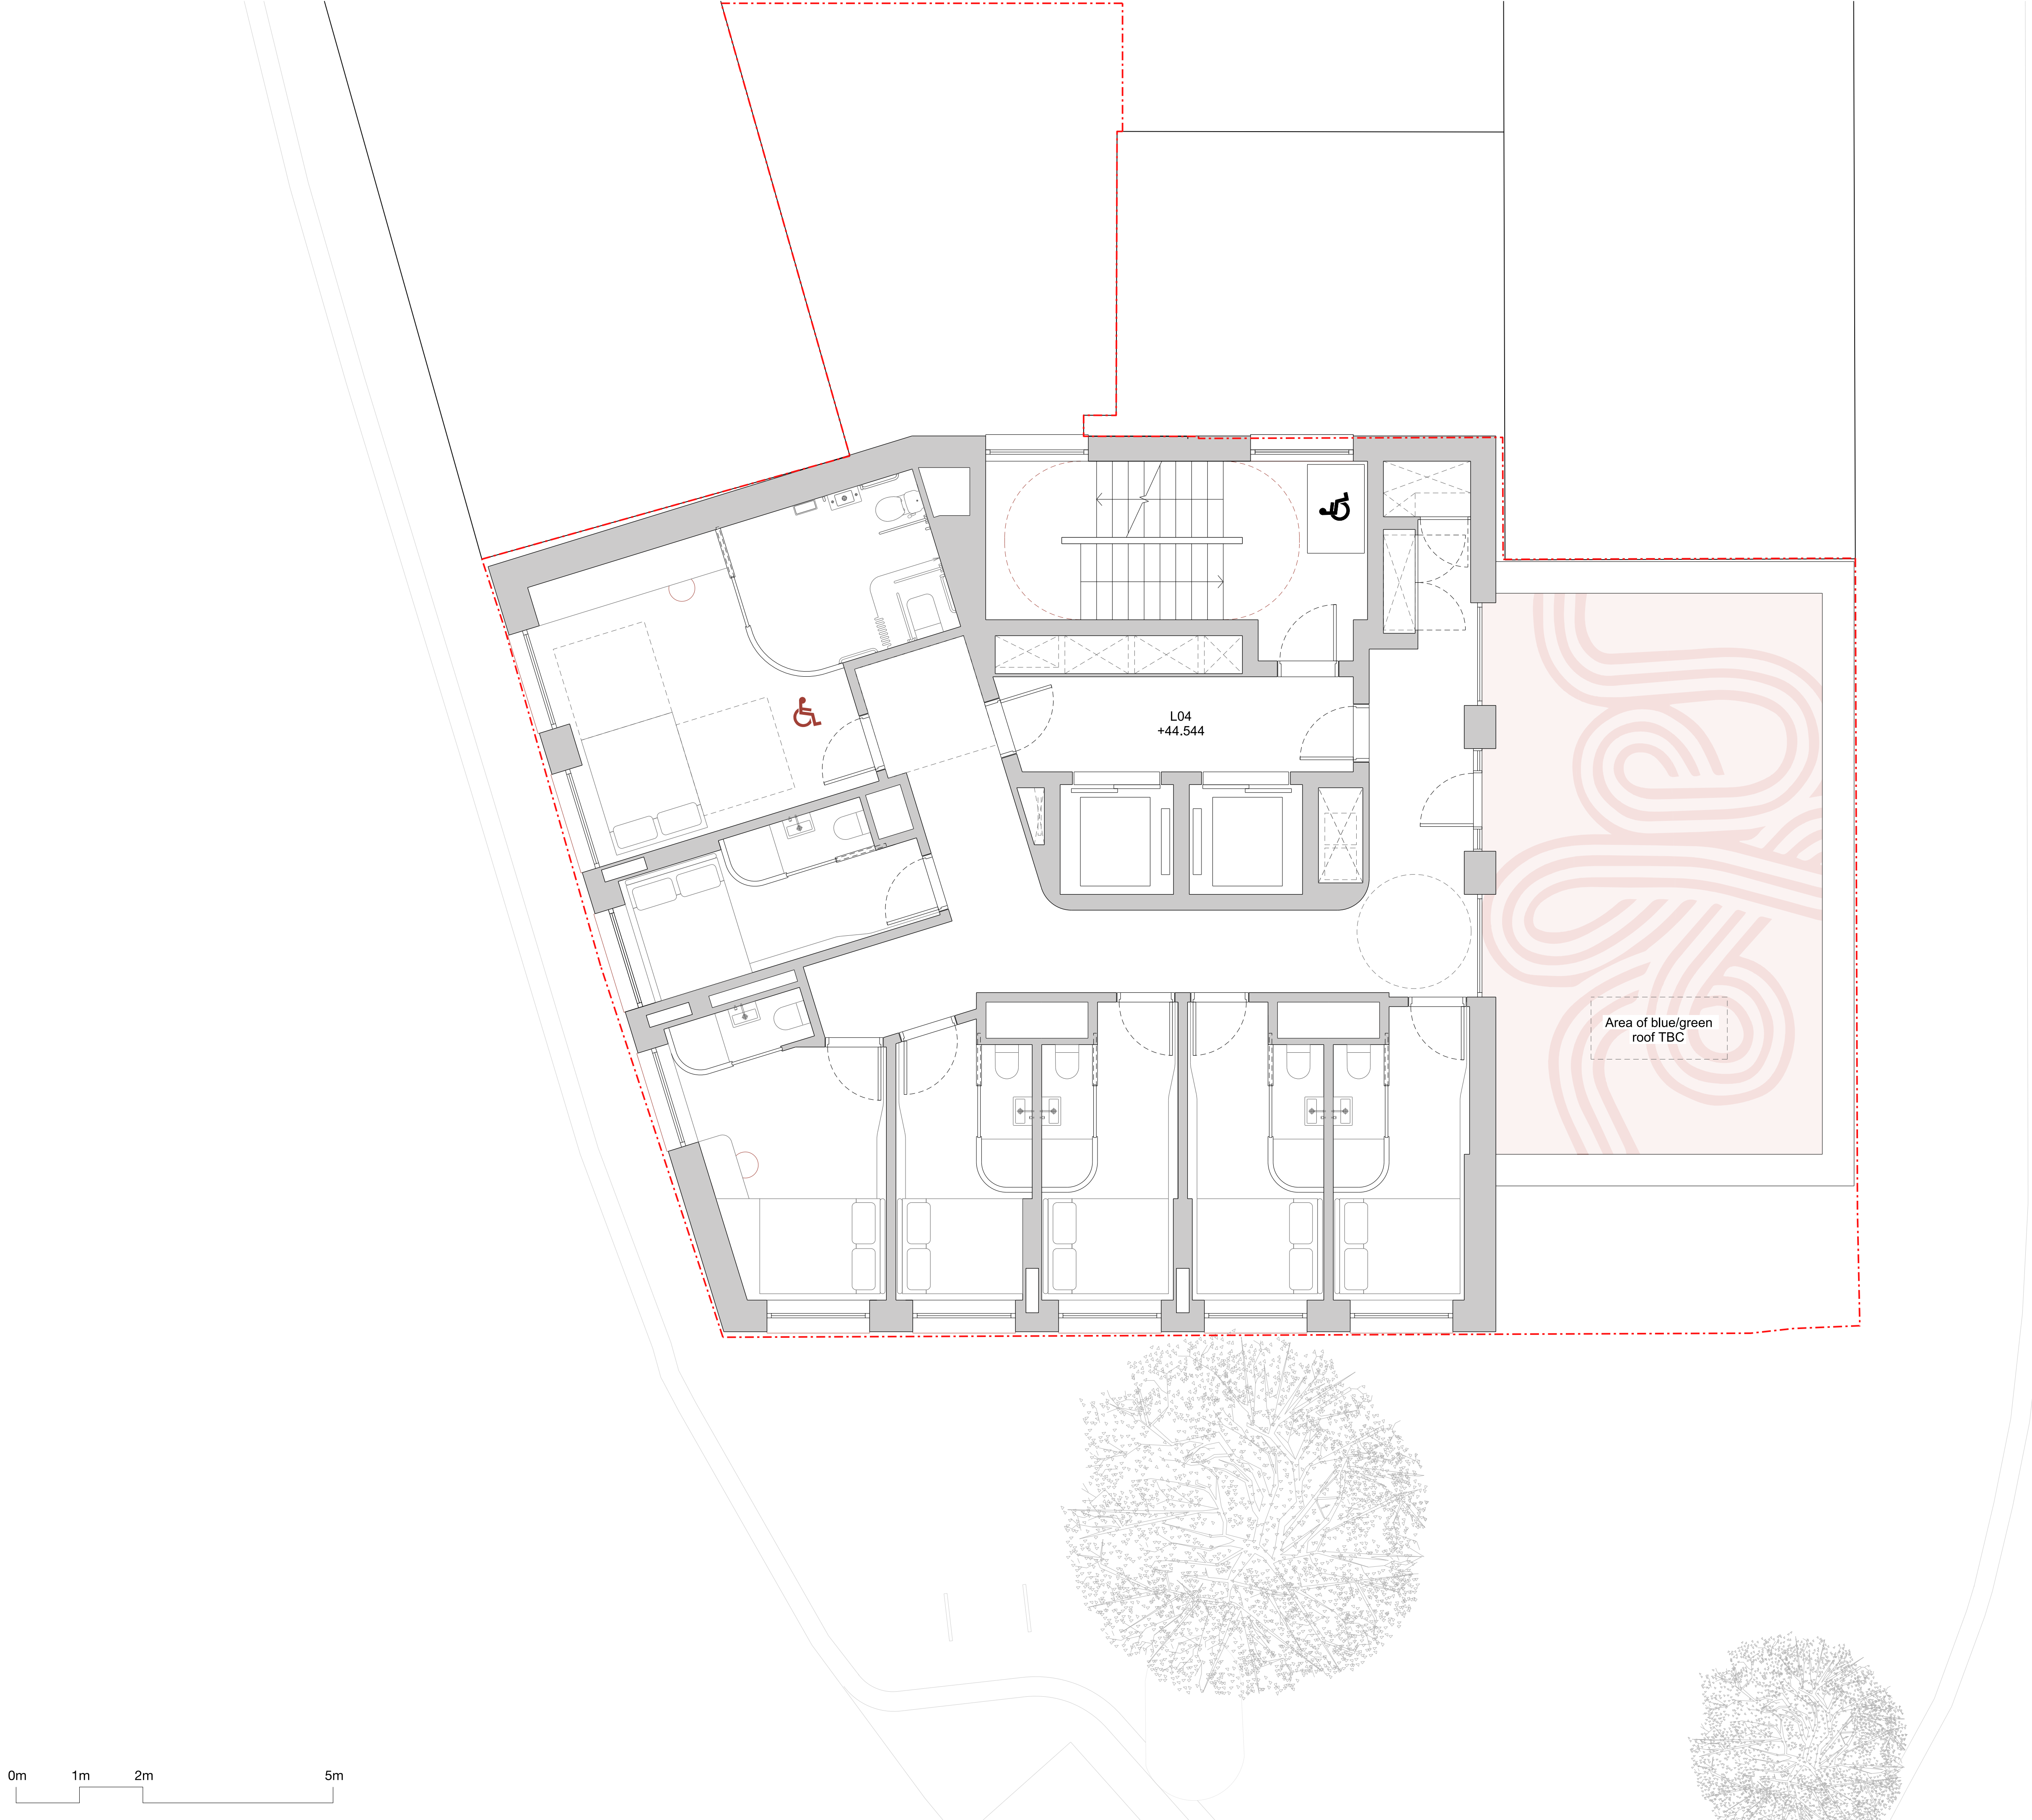 L04
+44.544
Area of blue/green
roof TBC
0m 1m 2m 5m